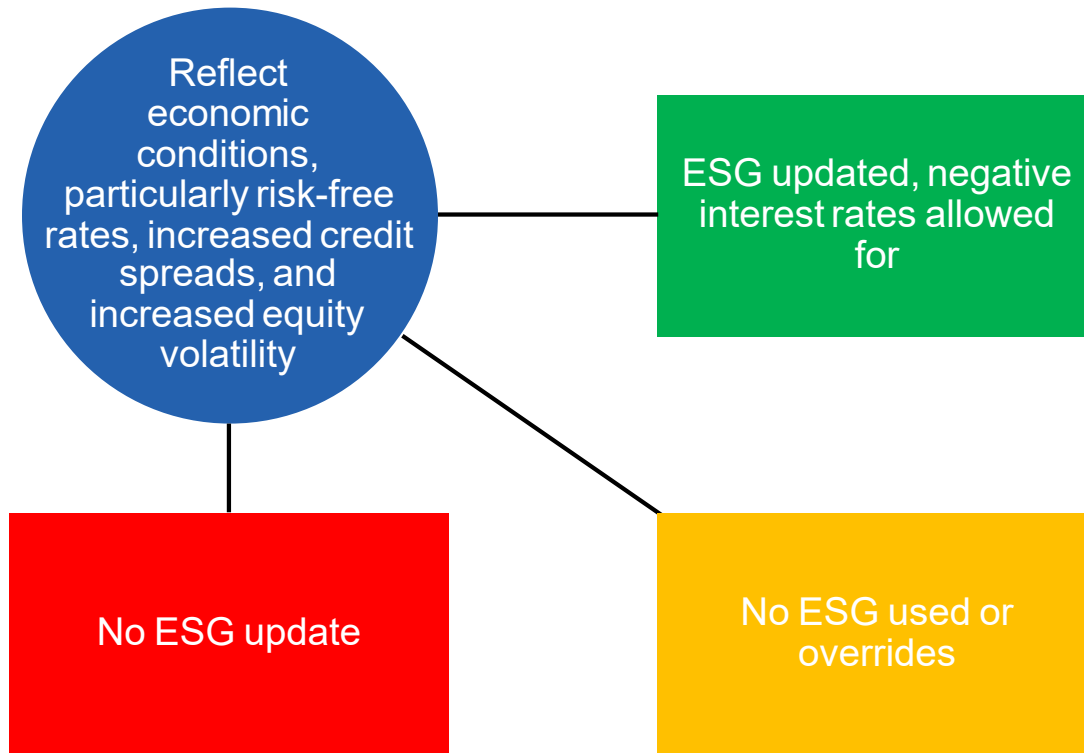 Reflect
economic
conditions,
particularly risk-free
rates, increased credit
spreads, and
increased equity
volatility
ESG updated, negative
interest rates allowed
for
No ESG update
No ESG used or
overrides